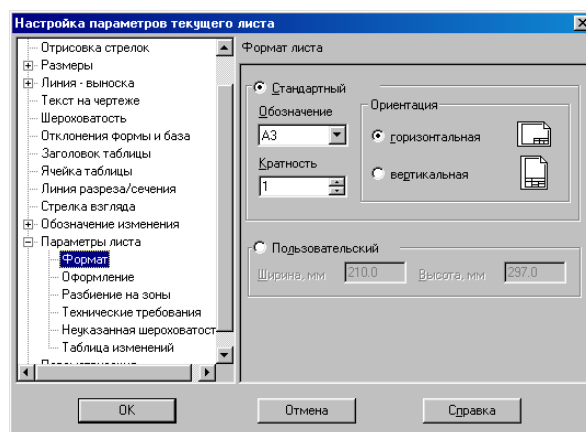 Настройка параметров текущего листа
Отрисовка стрелок
Размеры
Линия - выноска
Текст на чертеже
Шероховатость
Отклонения формы и база
Заголовок таблицы
Ячейка таблицы
Линия разреза/сечения
Стрелка взгляда
Обозначение изменения
Параметры листа
Формат
Оформление
Разбиение на зоны
Технические требования
Неуказанная шероховатост
Таблица изменений
Формат листа
Стандартный
Обозначение
A3
Кратность
1
Ориентация
горизонтальная
вертикальная
Пользовательский
Ширина, мм 210.0 Высота, мм 297.0
OK Отмена Справка